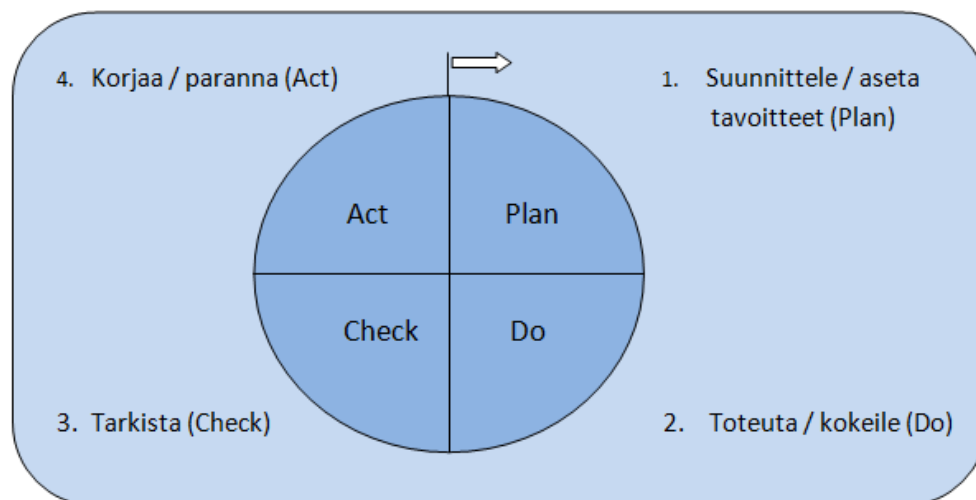 4. Korjaa / paranna (Act)
1. Suunnittele / aseta
tavoitteet (Plan)
Act
Plan
Check
Do
3. Tarkista (Check)
2. Toteuta / kokeile (Do)